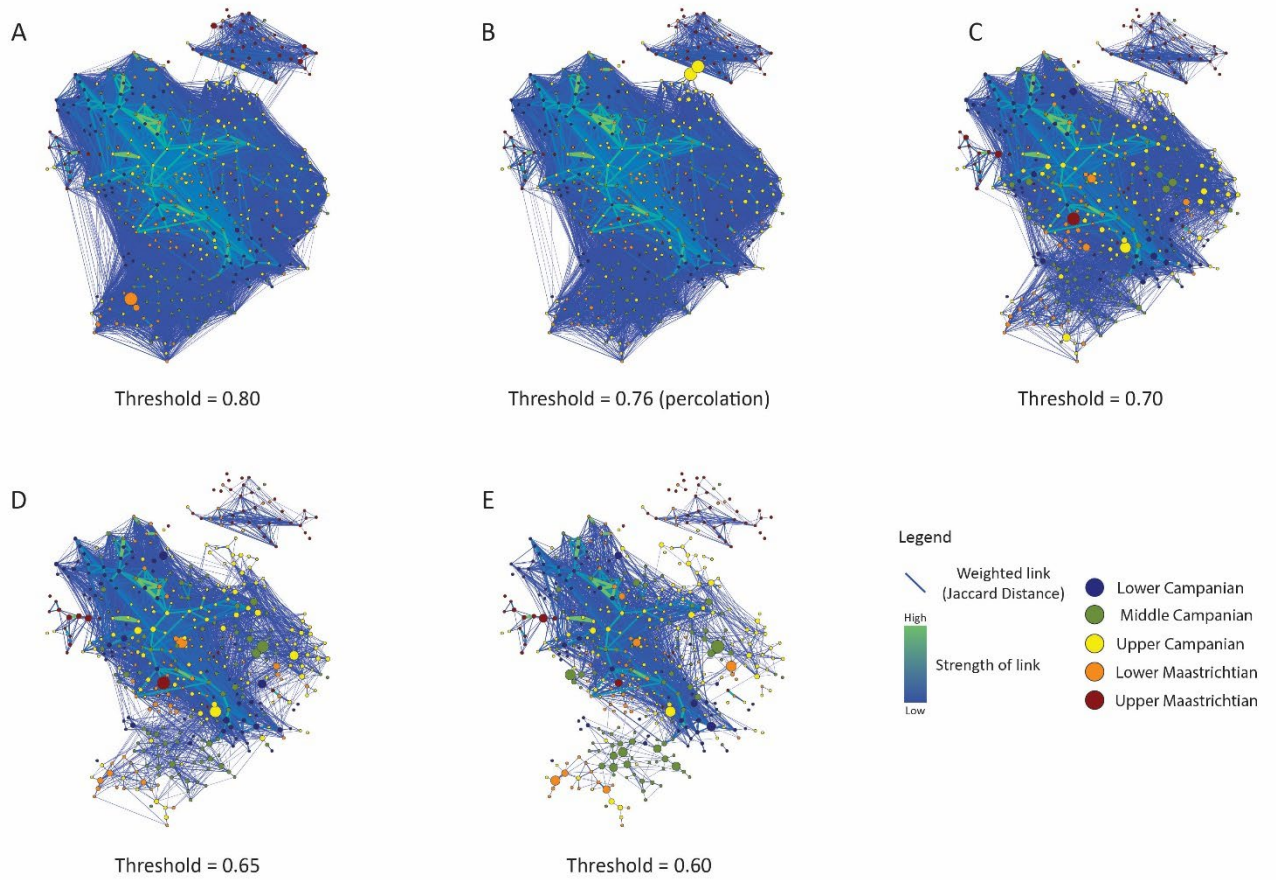 A
B
C
Threshold = 0.80
Threshold = 0.76 (percolation)
Threshold = 0.70
D
E
Legend
Weighted link
(Jaccard Distance)
High
Strength of link
Low
Lower Campanian
Middle Campanian
Upper Campanian
Lower Maastrichtian
Upper Maastrichtian
Threshold = 0.65
Threshold = 0.60